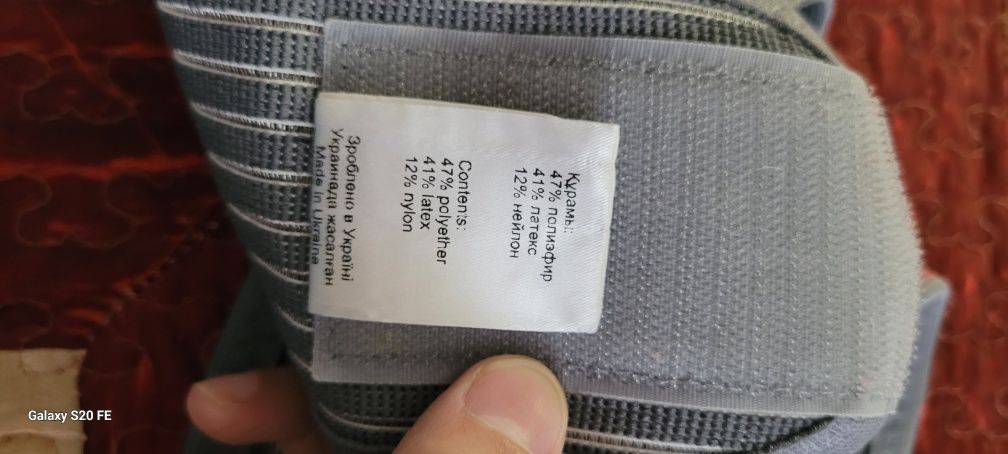 Құрамы:
47% полиэфир
41% латекс
12% нейлон
Contents:
47% polyether
41% latex
12% nylon
Зроблено в Україні
Украинада жасалған
Made in Ukraine
Galaxy S20 FE